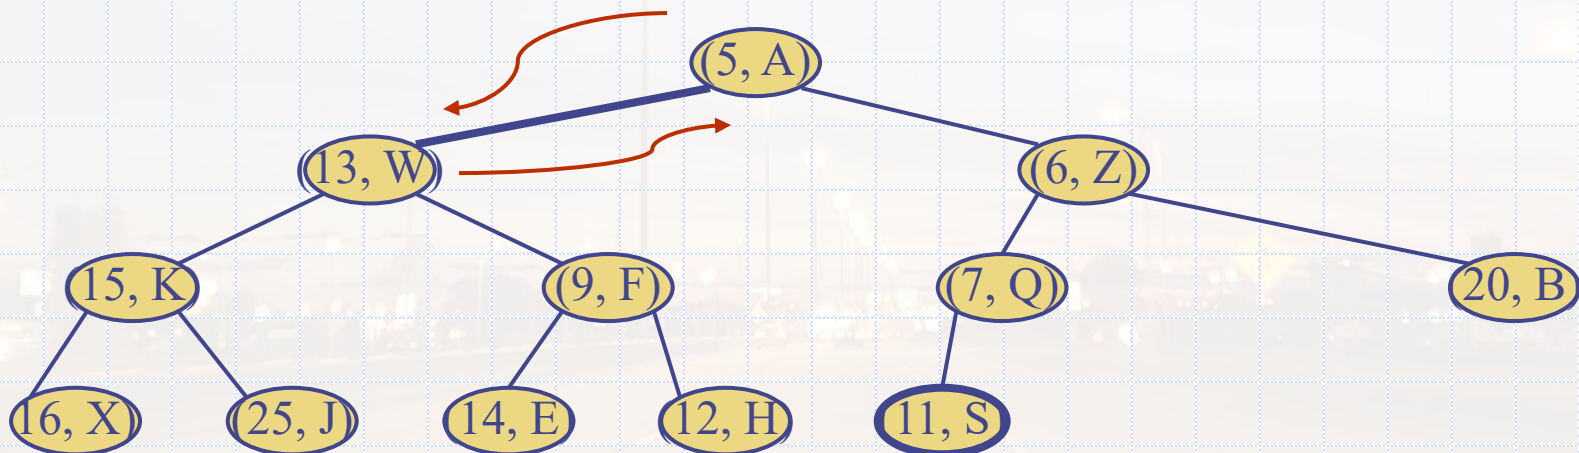 (5, A)
(13, W)
(6, Z)
(15, K)
(9, F)
(7, Q)
(20, B)
(16, X)
(25, J)
(14, E)
(12, H)
(11, S)